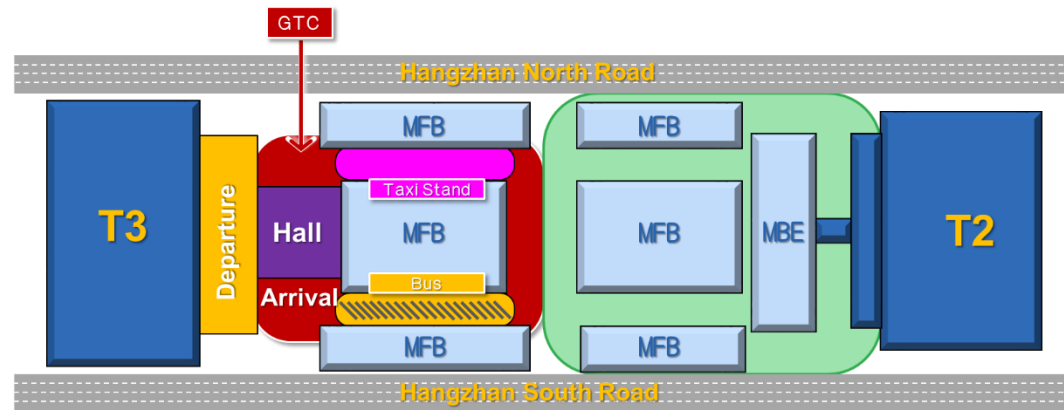 GTC
Hangzhan North Road
MFB
MFB
Taxi Stand
T3
Departure
Hall
MFB
MFB
MBE
T2
Bus
Arrival
MFB
MFB
Hangzhan South Road